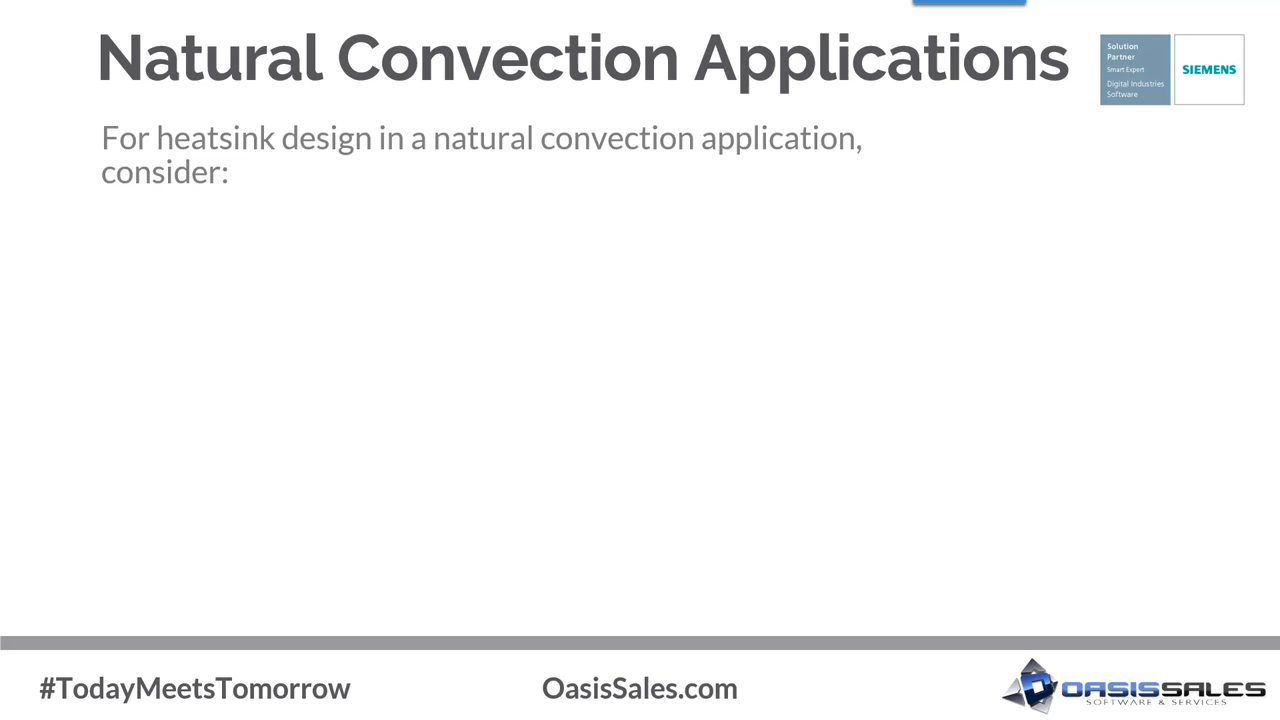 Natural Convection Applications
Solution
Partner
Smart Expert
Digital Industries
Software
SIEMENS
For heatsink design in a natural convection application,
consider:
#TodayMeetsTomorrow
OasisSales.com
OASISSALES
SOFTWARE & SERVICES